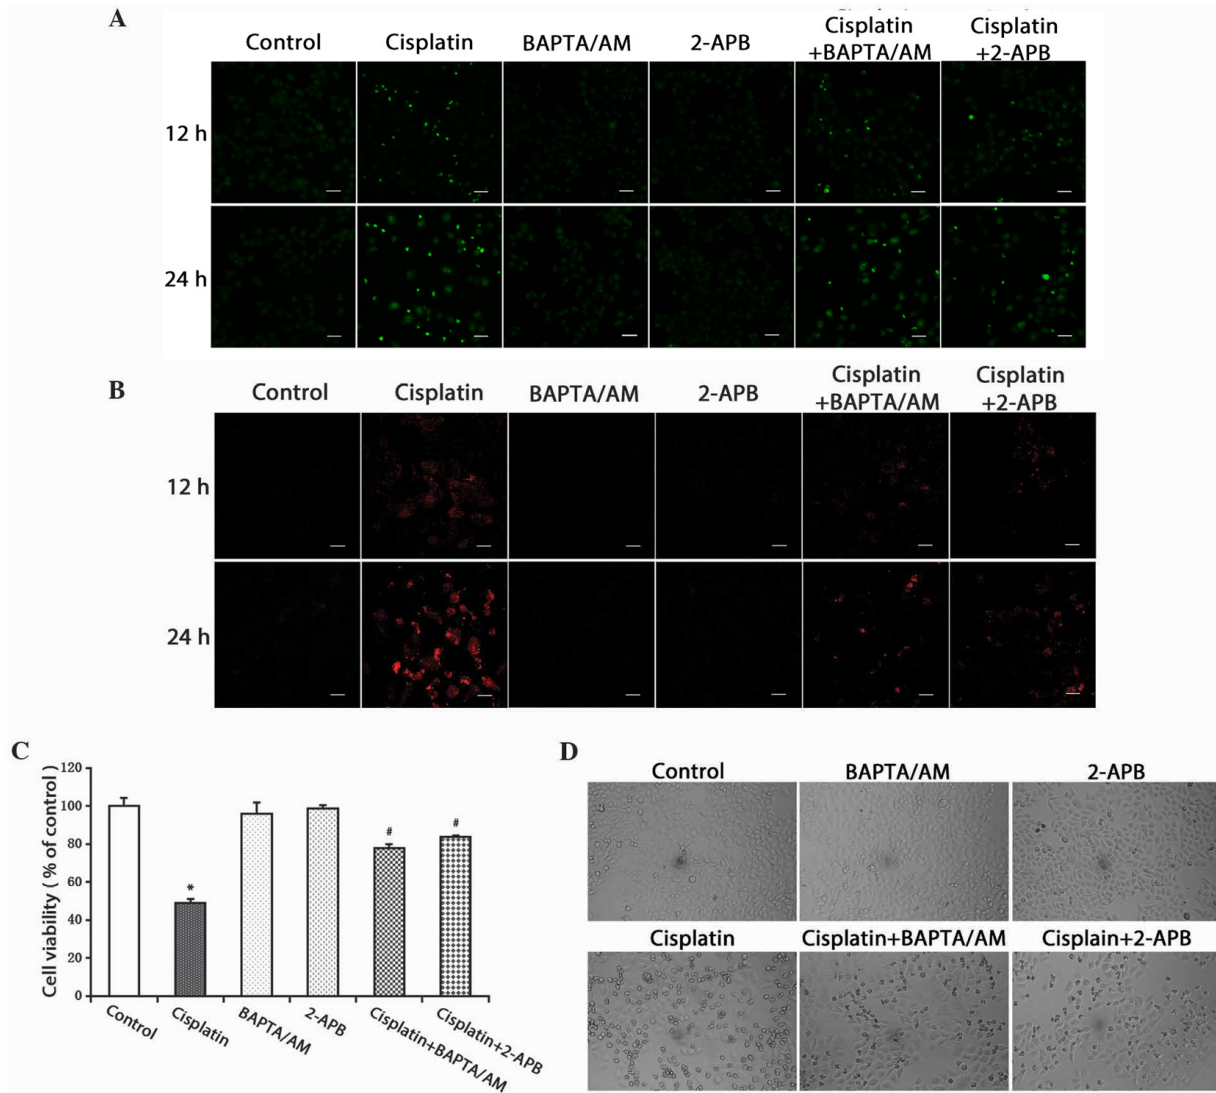 A
Control
Cisplatin
BAPTA/AM
2-APB
Cisplatin
+BAPTA/AM
Cisplatin
+2-APB
12 h
24 h
B
Control
Cisplatin
BAPTA/AM
2-APB
Cisplatin
+BAPTA/AM
Cisplatin
+2-APB
12 h
24 h
C
Cell viability ( % of control )
120
100
80
60
40
20
0
*
#
#
Control
Cisplatin
BAPTA/AM
2-APB
Cisplatin+BAPTA/AM
Cisplatin+2-APB
D
Control
BAPTA/AM
2-APB
Cisplatin
Cisplatin+BAPTA/AM
Cisplain+2-APB